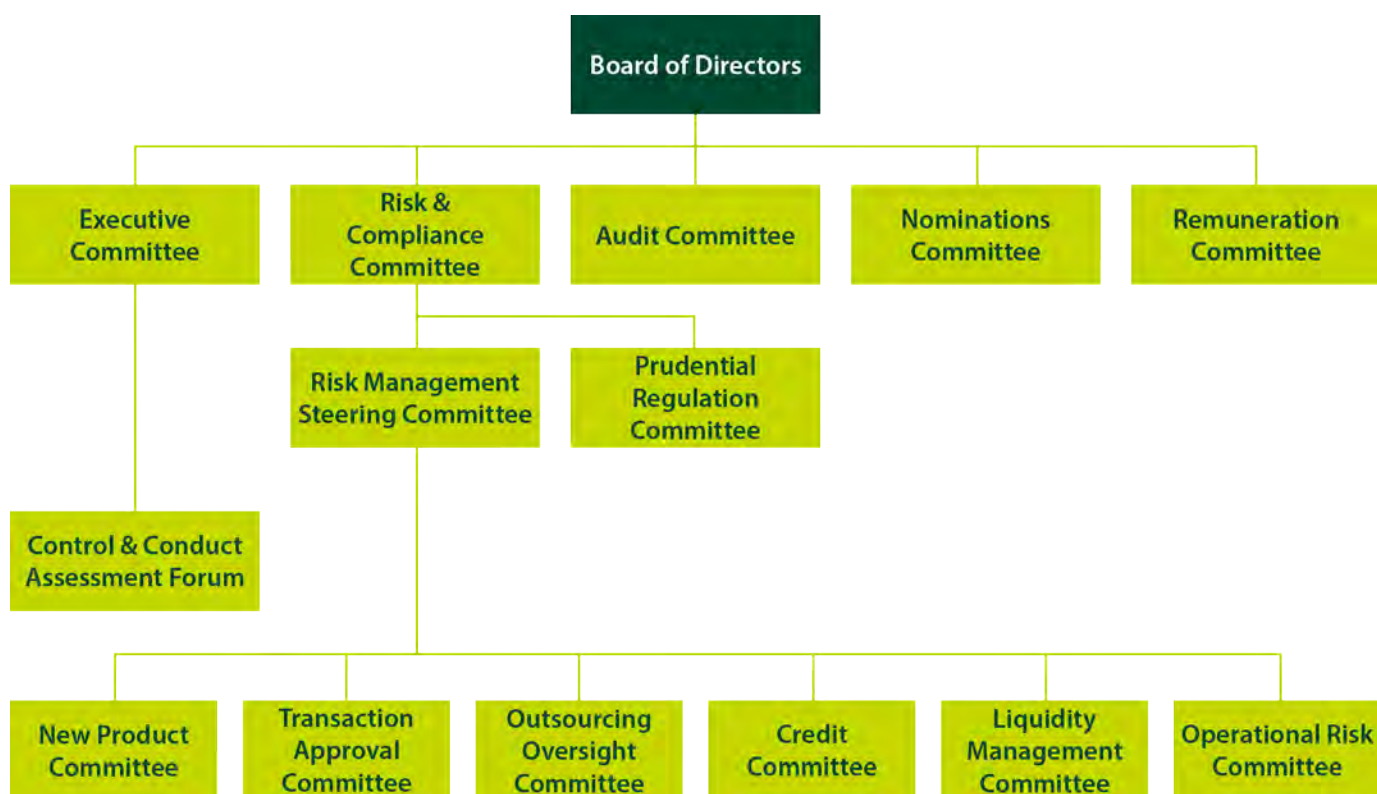 Board of Directors
Executive
Committee
Risk &
Compliance
Committee
Audit Committee
Nominations
Committee
Remuneration
Committee
Risk Management
Steering Committee
Prudential
Regulation
Committee
Control & Conduct
Assessment Forum
New Product
Committee
Transaction
Approval
Committee
Outsourcing
Oversight
Committee
Credit
Committee
Liquidity
Management
Committee
Operational Risk
Committee